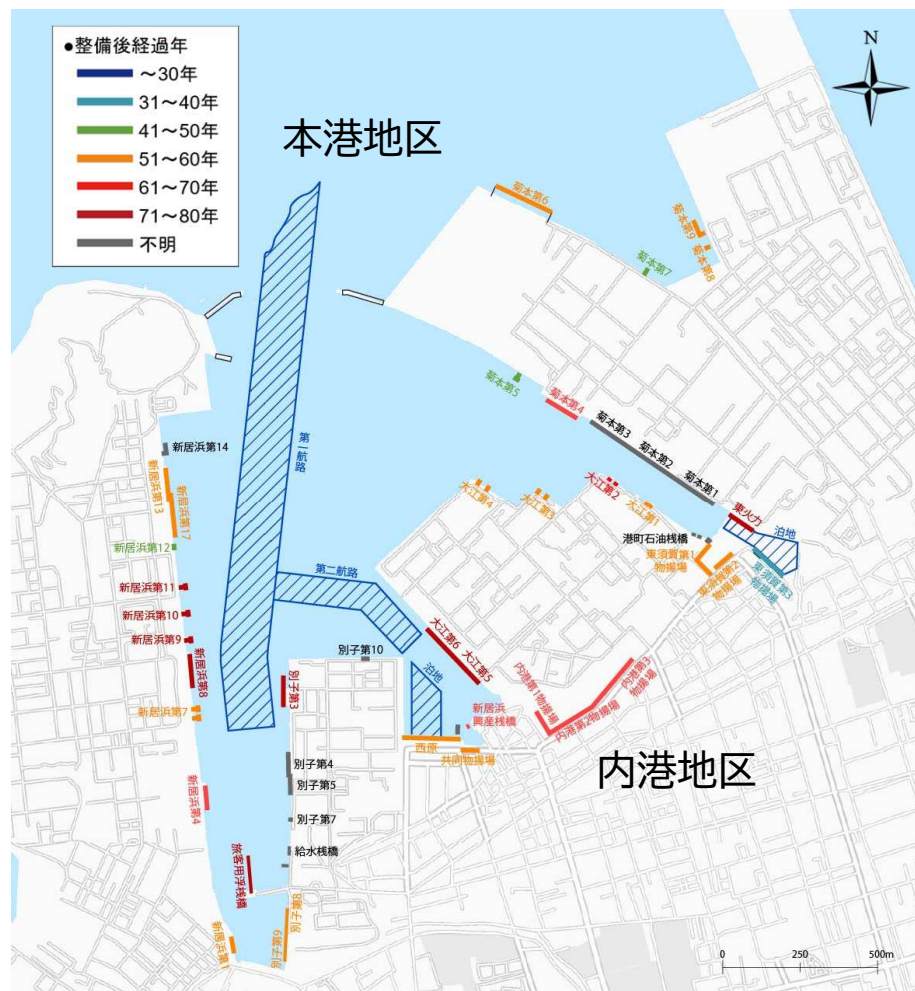 ●整備後経過年
～30年
31～40年
41～50年
51～60年
61～70年
71～80年
不明
本港地区
N
菊本第6
菊本第9
菊本第8
菊本第7
菊本第5
菊本第4
菊本第3
菊本第2
菊本第1
第一航路
新居浜第14
新居浜第13
新居浜第17
新居浜第12
新居浜第11
新居浜第10
新居浜第9
新居浜第8
新居浜第7
新居浜第4
新居浜第1
大江第4
大江第3
大江第2
大江第1
東火力
泊地
港町石油桟橋
東須賀第1
物揚場
東須賀第2
物揚場
東須賀第3
物揚場
第二航路
大江第6
大江第5
別子第10
別子第3
泊地
新居浜
興産桟橋
内港第1物揚場
内港第2物揚場
内港第3
物揚場
西原
共同物揚場
内港地区
別子第4
別子第5
別子第7
給水桟橋
旅客用浮桟橋
別子第8
別子第9
0
250
500m